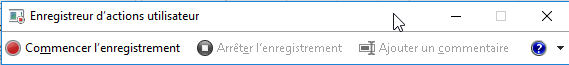 Enregistreur d'actions utilisateur
Commencer l'enregistrement Arrêter l'enregistrement Ajouter un commentaire ?